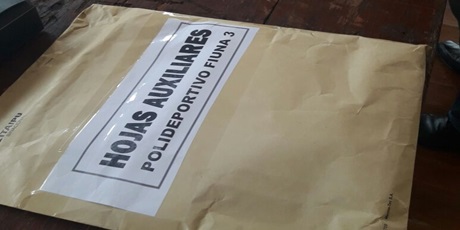 HOJAS AUXILIARES
POLIDEPORTIVO FIUNA 3